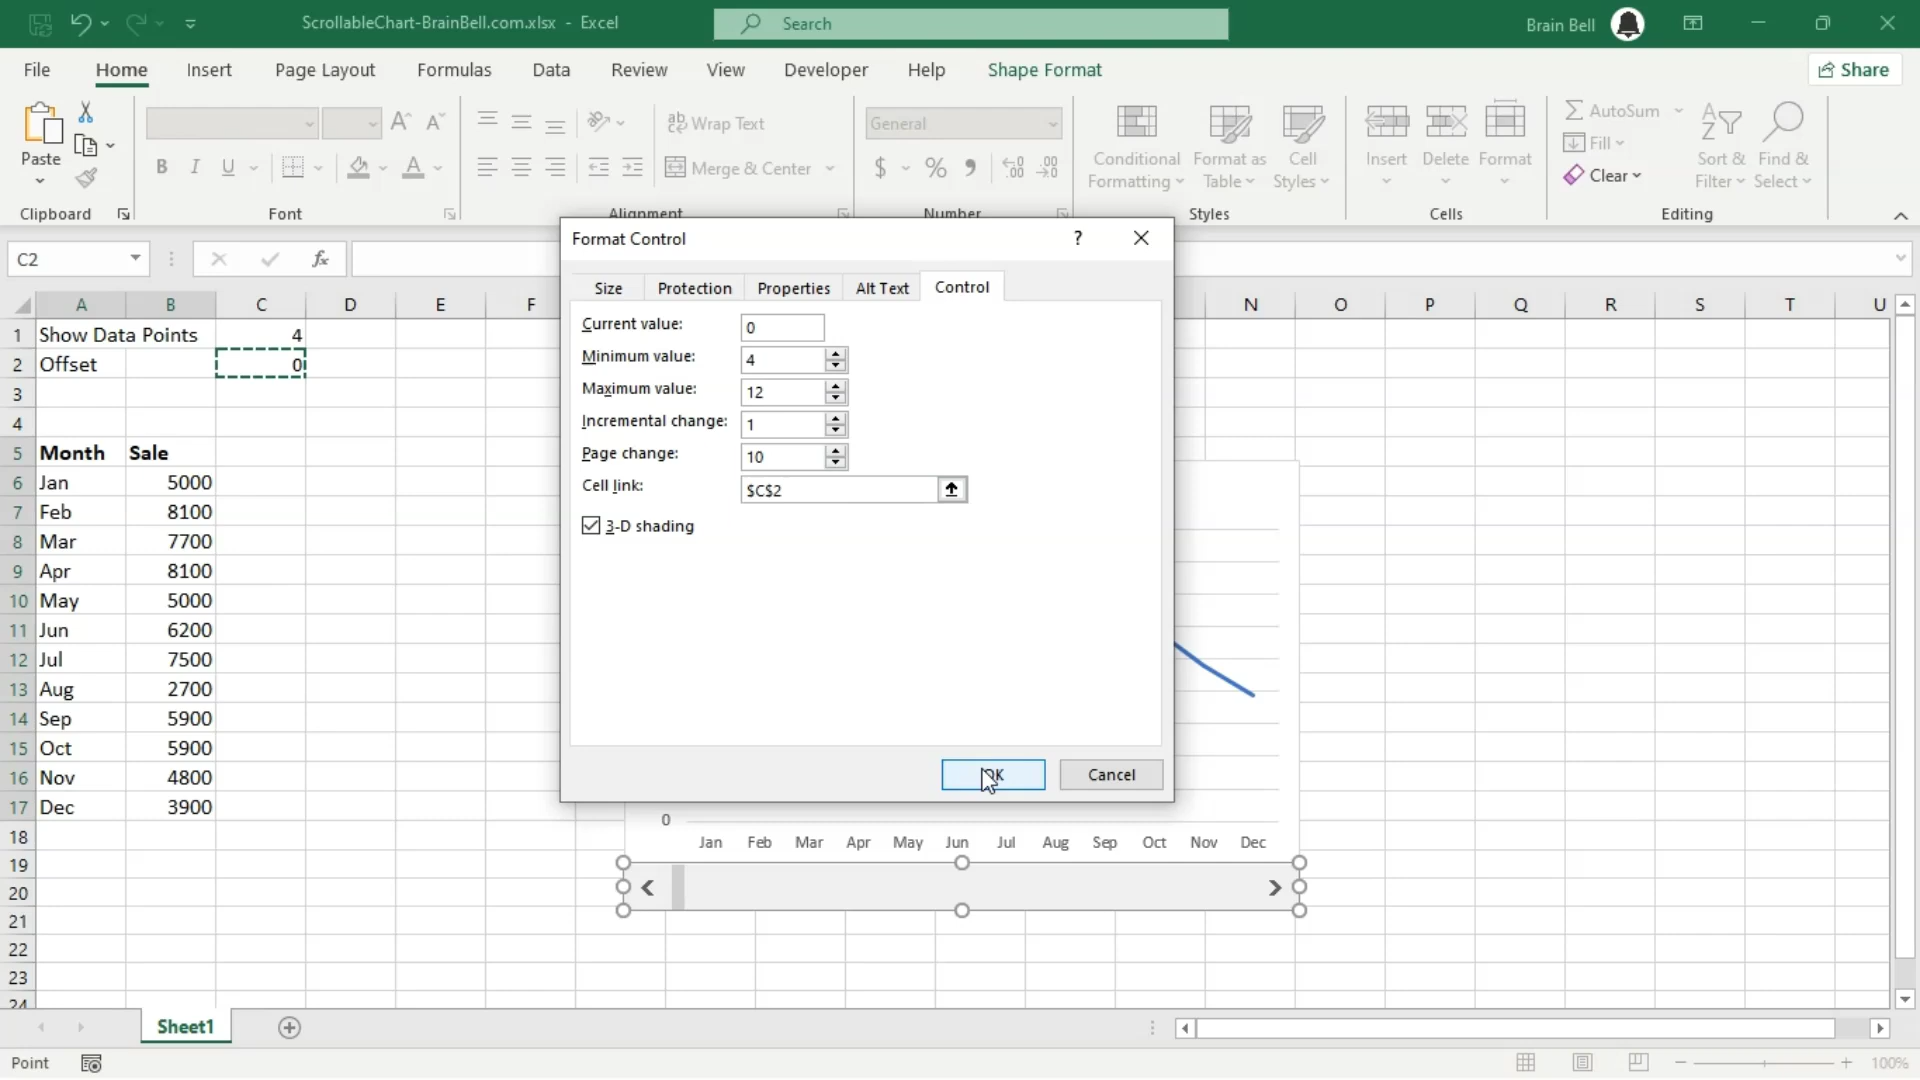 ScrollableChart-BrainBell.com.xlsx - Excel
Search
Brain Bell
File Home Insert Page Layout Formulas Data Review View Developer Help Shape Format Share
Paste
Clipboard
B I U A
Font
Wrap Text
Merge & Center
Alignment
General
$ % ,
Number
Conditional Formatting
Format as Table
Cell Styles
Styles
Insert Delete Format
Cells
AutoSum
Fill
Clear
Sort & Filter
Find & Select
Editing
C2 fx
Format Control ?
Size Protection Properties Alt Text Control
Current value: 0
Minimum value: 4
Maximum value: 12
Incremental change: 1
Page change: 10
Cell link: $C$2
3-D shading
OK Cancel
A B C D E F N O P Q R S T U
1 Show Data Points 4
2 Offset 0
3
4
5 Month Sale
6 Jan 5000
7 Feb 8100
8 Mar 7700
9 Apr 8100
10 May 5000
11 Jun 6200
12 Jul 7500
13 Aug 2700
14 Sep 5900
15 Oct 5900
16 Nov 4800
17 Dec 3900
18
19
20
21
22
23
24
0
Jan Feb Mar Apr May Jun Jul Aug Sep Oct Nov Dec
Sheet1
Point
100%